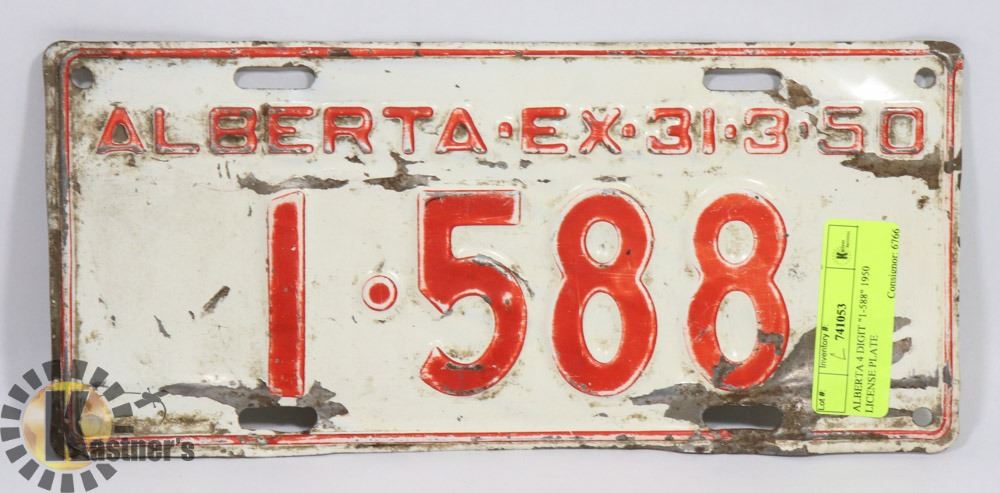 ALBERTA·EX·31·3·50
1·588
Lot #
Inventory #:
741053
ALBERTA 4 DIGIT "1-588" 1950
LICENSE PLATE
Consignor: 6766
Kastner's